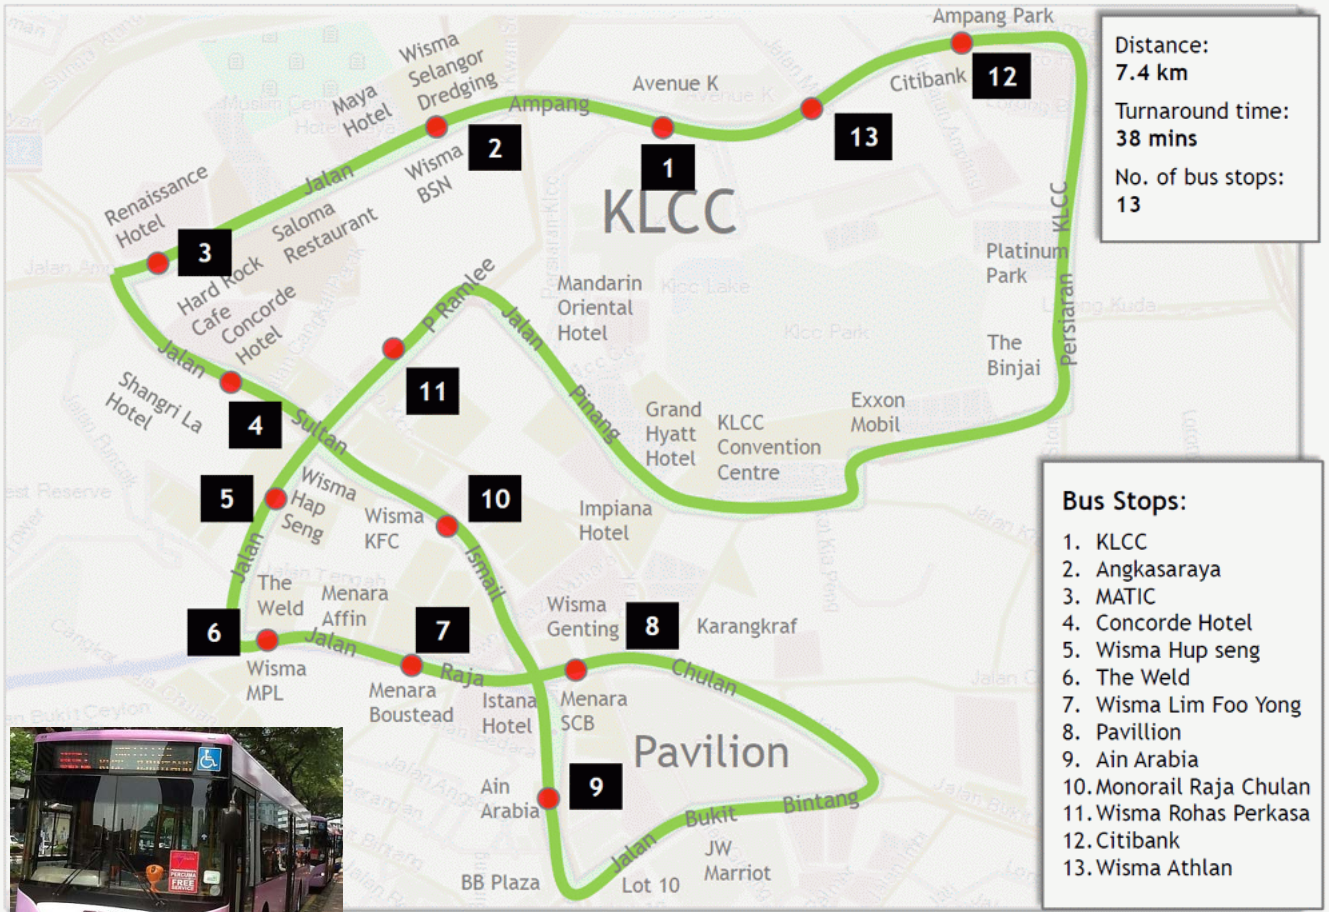 Ampang Park
Citibank
12
Wisma
Selangor
Dredging
Maya
Hotel
Avenue K
Ampang
2
1
13
KLCC
Wisma
BSN
Jalan
Renaissance
Hotel
3
Saloma
Restaurant
Hard Rock
Cafe
Concorde
Hotel
P Ramlee
Mandarin
Oriental
Hotel
Platinum
Park
Persiaran KLCC
The
Binjai
Jalan
Shangri La
Hotel
4
Sultan
11
Jalan
Pinang
Grand
Hyatt
Hotel
KLCC
Convention
Centre
Exxon
Mobil
5
Wisma
Hap
Seng
Wisma
KFC
10
Impiana
Hotel
Jalan
Ismail
The
Weld
Menara
Affin
6
Jalan
7
Wisma
Genting
8
Karangkraf
Wisma
MPL
Menara
Boustead
Raja
Istana
Hotel
Menara
SCB
Chulan
Pavilion
Ain
Arabia
9
Bintang
Bukit
Jalan
JW
Marriot
BB Plaza
Lot 10
Distance:
7.4 km
Turnaround time:
38 mins
No. of bus stops:
13
Bus Stops:
1. KLCC
2. Angkasaraya
3. MATIC
4. Concorde Hotel
5. Wisma Hup seng
6. The Weld
7. Wisma Lim Foo Yong
8. Pavillion
9. Ain Arabia
10. Monorail Raja Chulan
11. Wisma Rohas Perkasa
12. Citibank
13. Wisma Athlan
PERCUMA
FREE
SERVICE